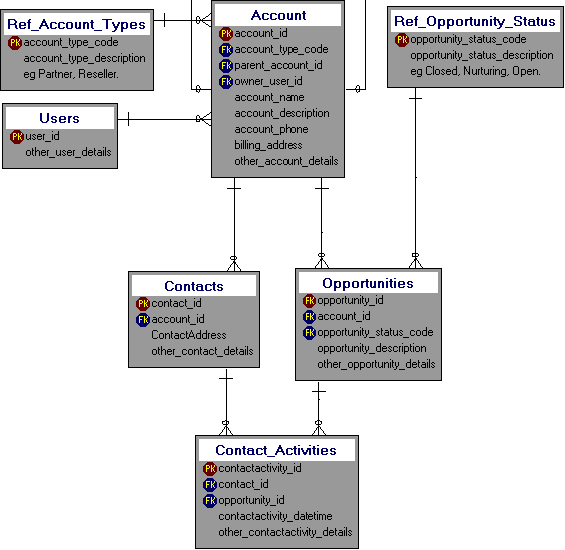 Ref_Account_Types
PK account_type_code
account_type_description
eg Partner, Reseller.
Account
PK account_id
FK account_type_code
FK parent_account_id
FK owner_user_id
account_name
account_description
account_phone
billing_address
other_account_details
Ref_Opportunity_Status
PK opportunity_status_code
opportunity_status_description
eg Closed, Nurturing, Open.
Users
PK user_id
other_user_details
Contacts
PK contact_id
FK account_id
ContactAddress
other_contact_details
Opportunities
FK opportunity_id
FK account_id
FK opportunity_status_code
opportunity_description
other_opportunity_details
Contact_Activities
PK contactactivity_id
FK contact_id
FK opportunity_id
contactactivity_datetime
other_contactactivity_details